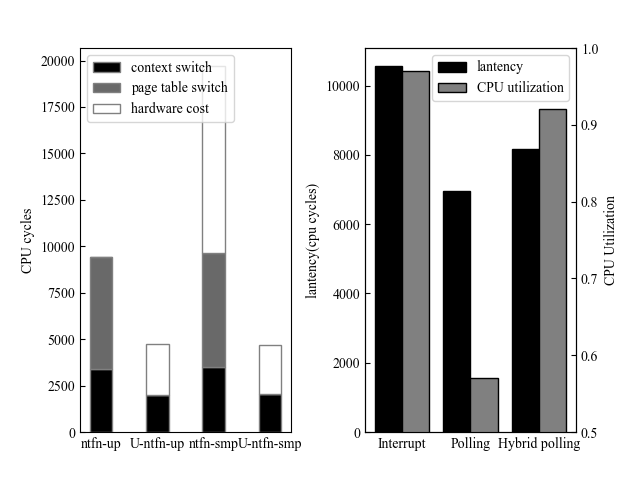 20000
17500
15000
12500
10000
7500
5000
2500
0
CPU cycles
context switch
page table switch
hardware cost
ntfn-up U-ntfn-up ntfn-smp U-ntfn-smp
10000
8000
6000
4000
2000
0
lantency(cpu cycles)
lantency
CPU utilization
1.0
0.9
0.8
0.7
0.6
0.5
CPU Utilization
Interrupt Polling Hybrid polling